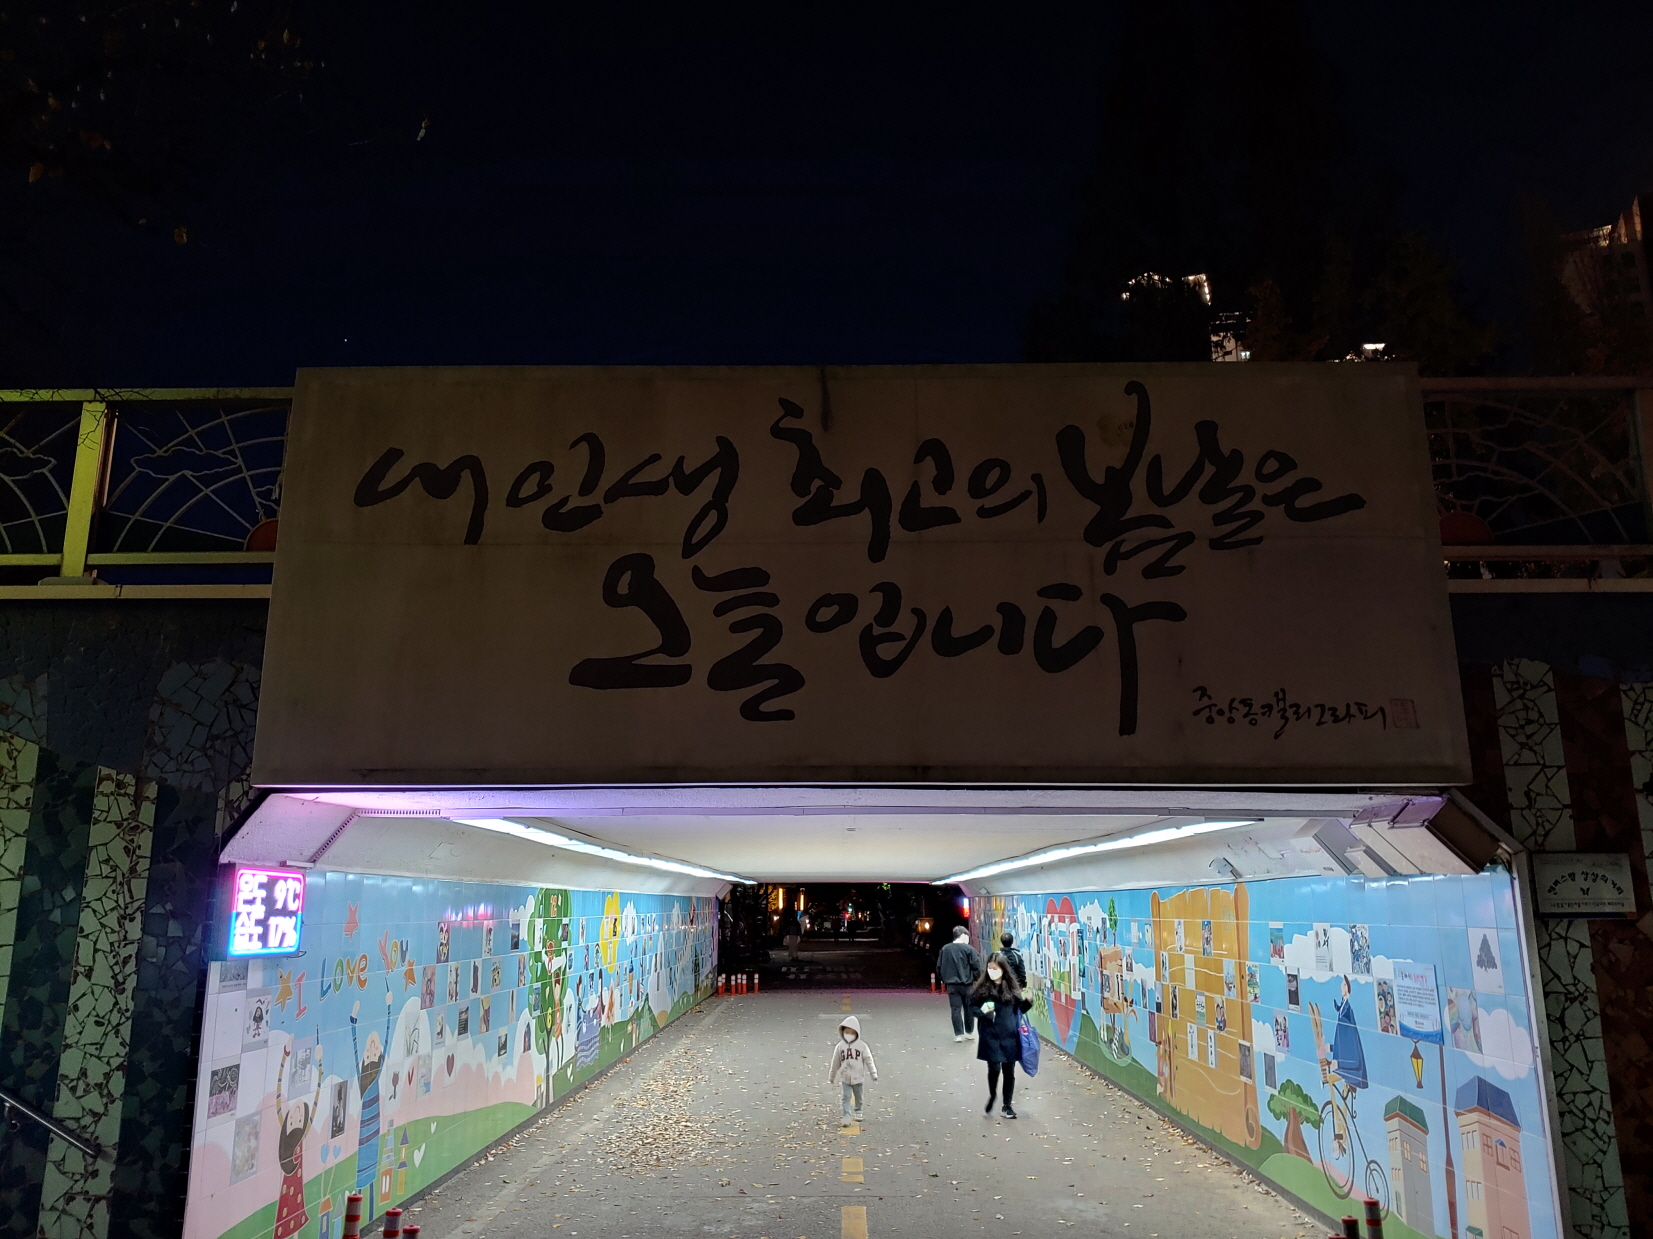 내 인생 최고의 봄날은
오늘입니다
중앙동캘리그라피
온도 9℃
습도 17%
I LOVE YOU
GAP